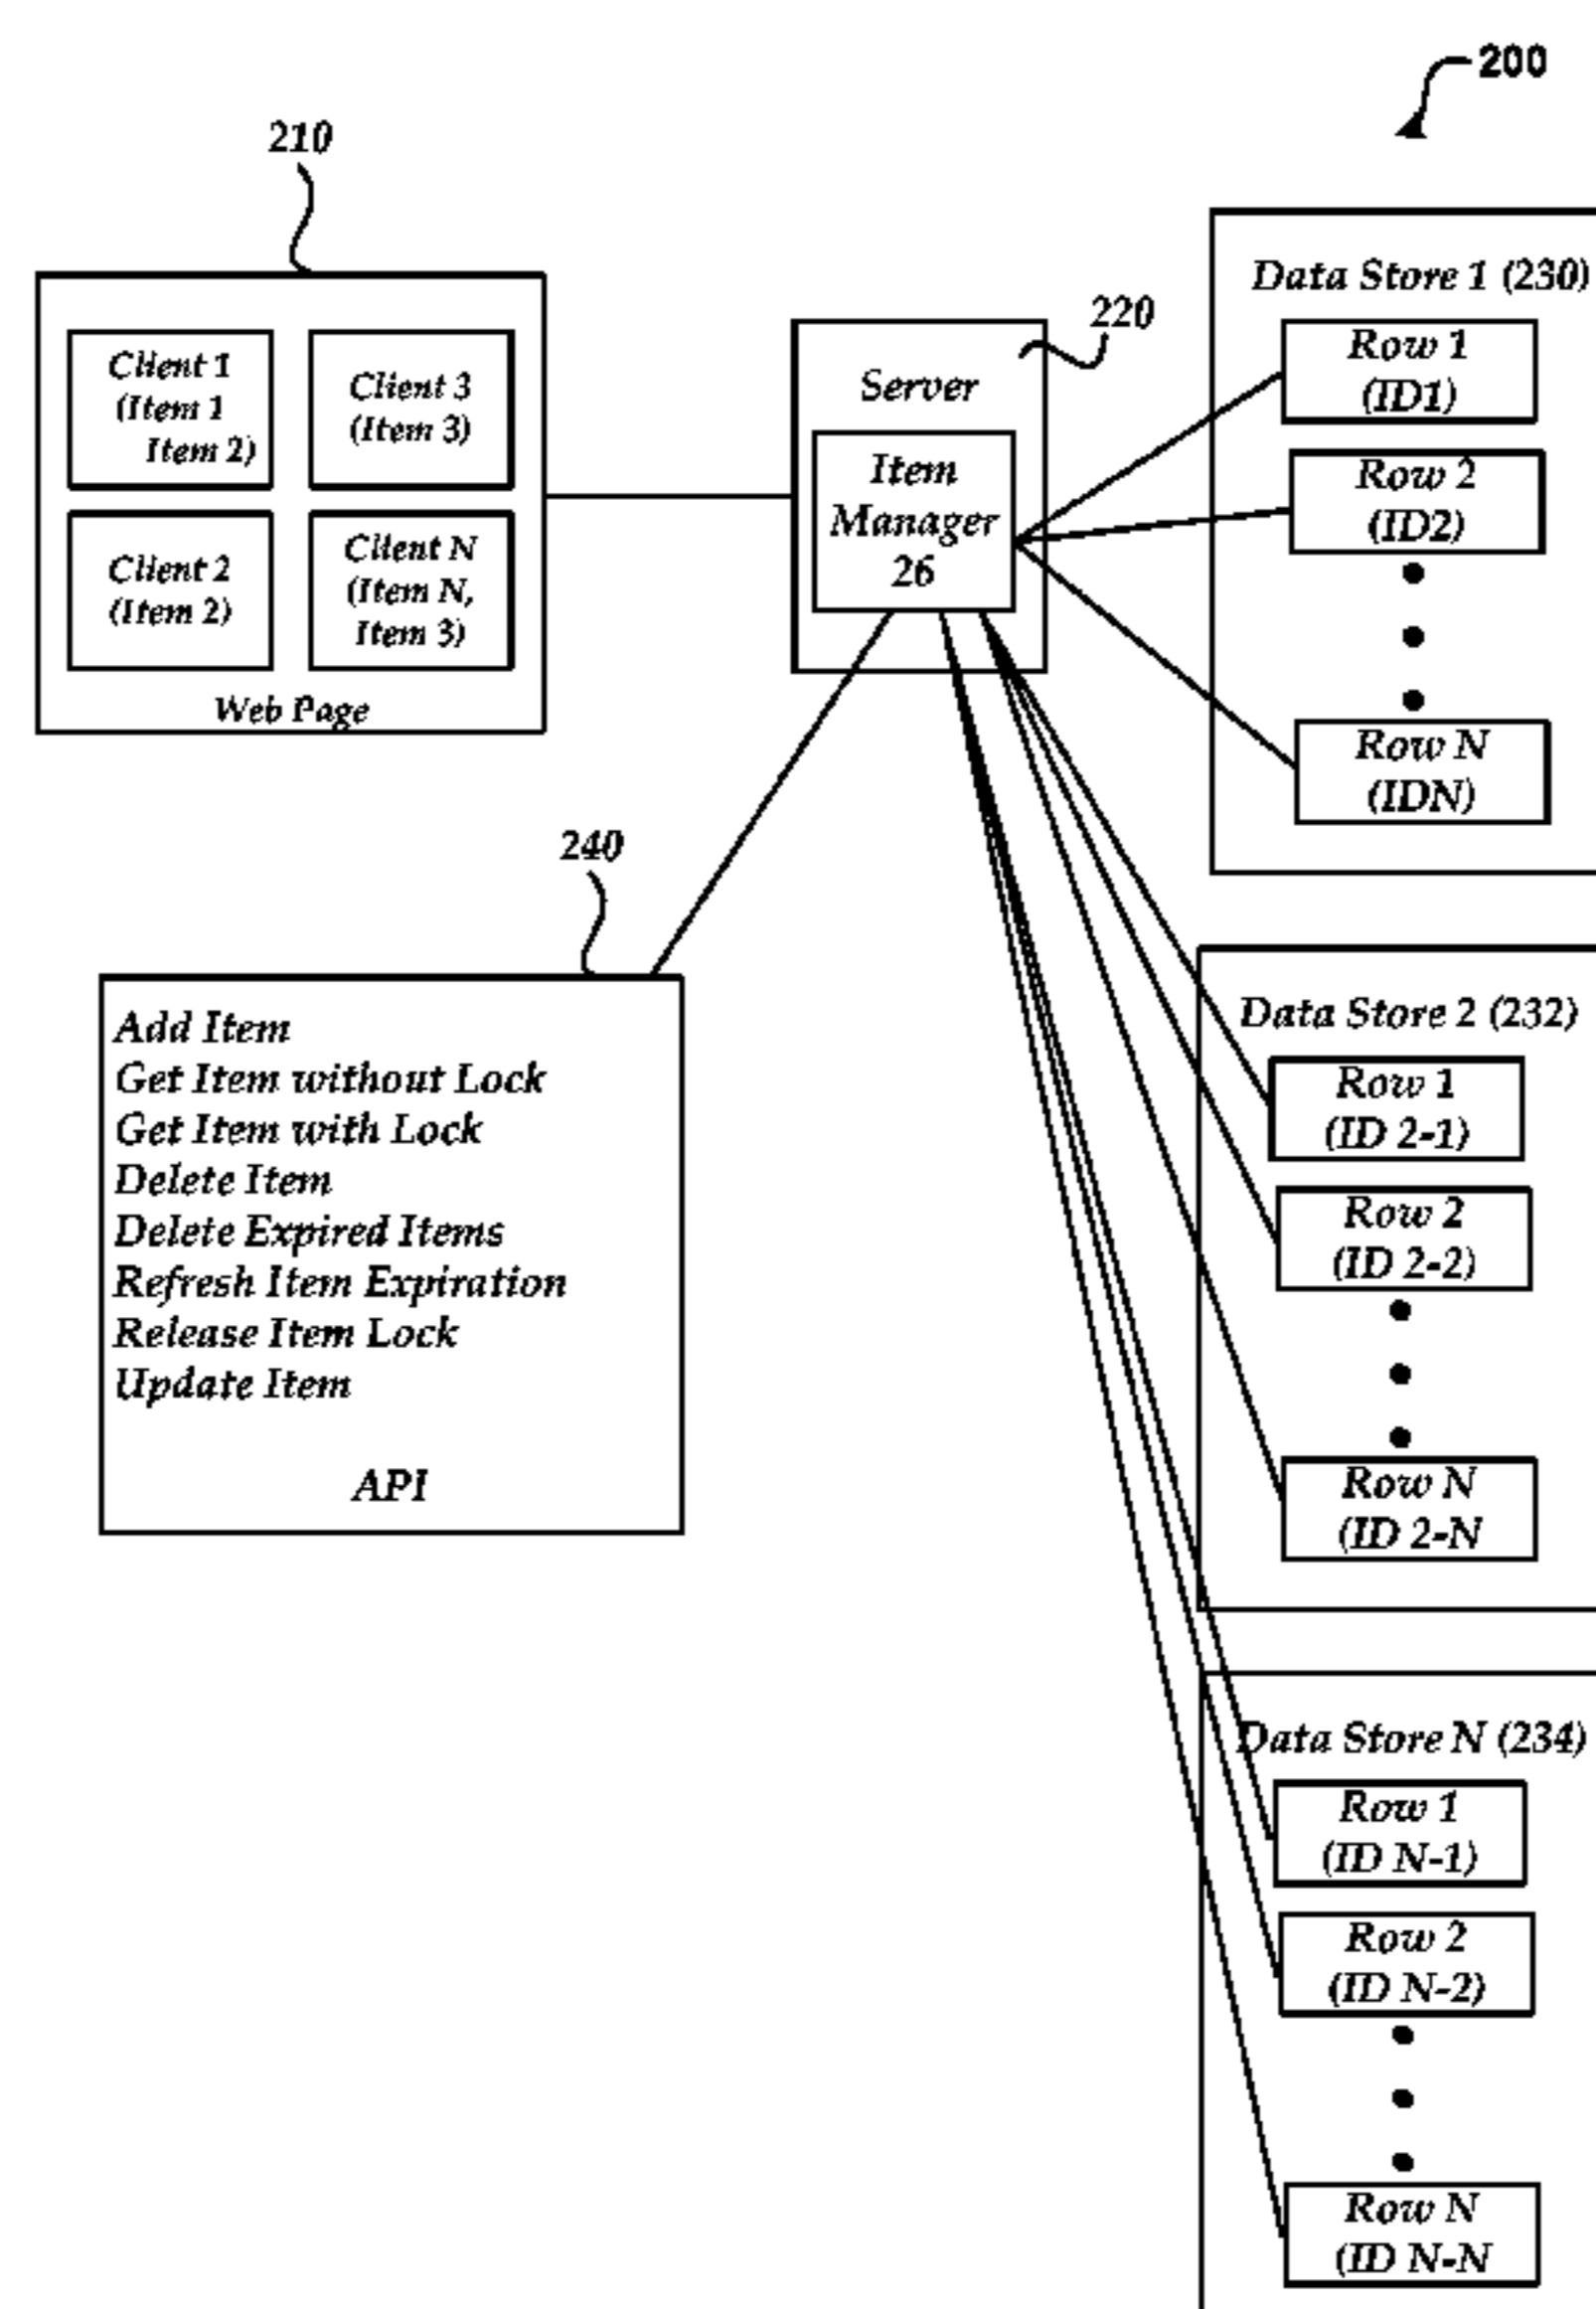 200
210
Client 1
(Item 1
Item 2)
Client 3
(Item 3)
Client 2
(Item 2)
Client N
(Item N,
Item 3)
Web Page
220
Server
Item
Manager
26
Data Store 1 (230)
Row 1
(ID1)
Row 2
(ID2)
Row N
(IDN)
240
Add Item
Get Item without Lock
Get Item with Lock
Delete Item
Delete Expired Items
Refresh Item Expiration
Release Item Lock
Update Item
API
Data Store 2 (232)
Row 1
(ID 2-1)
Row 2
(ID 2-2)
Row N
(ID 2-N
Data Store N (234)
Row 1
(ID N-1)
Row 2
(ID N-2)
Row N
(ID N-N